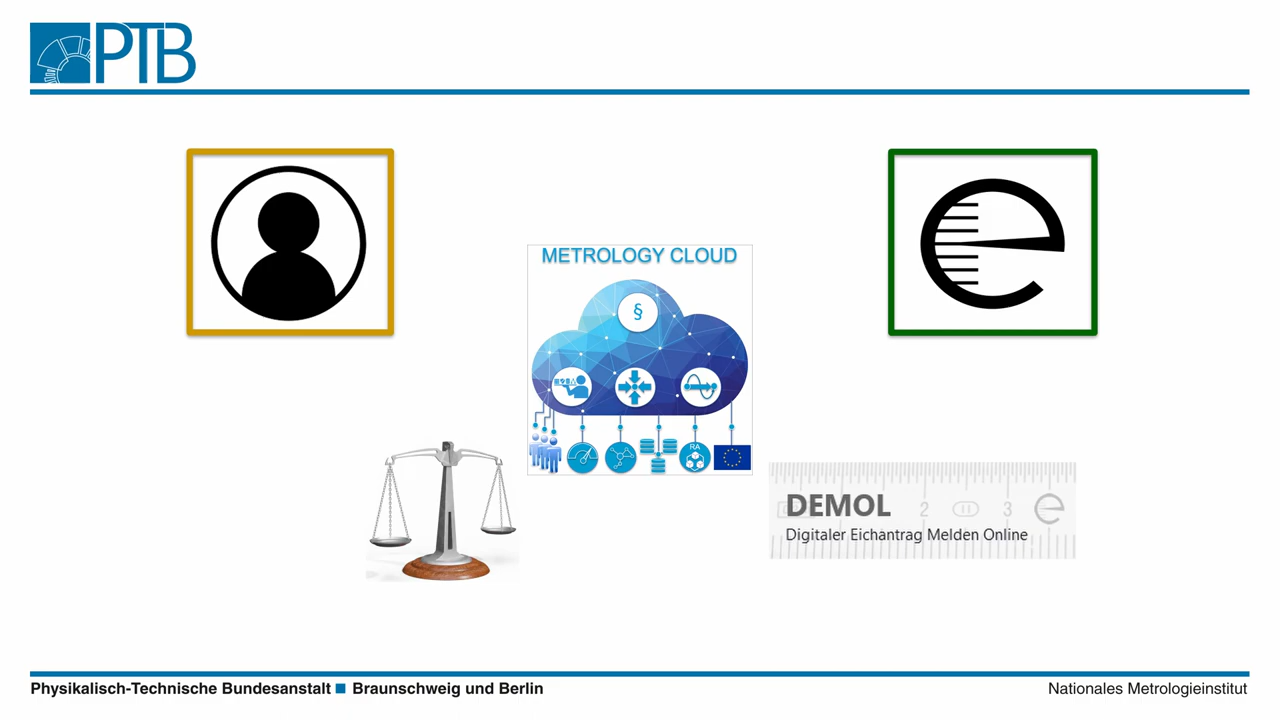 PTB
METROLOGY CLOUD
§
RA
DEMOL
2 3
Digitaler Eichantrag Melden Online
Physikalisch-Technische Bundesanstalt ■ Braunschweig und Berlin
Nationales Metrologieinstitut